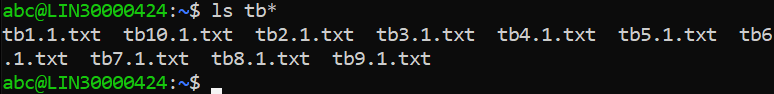 abc@LIN30000424:~$ ls tb*
tb1.1.txt  tb10.1.txt  tb2.1.txt  tb3.1.txt  tb4.1.txt  tb5.1.txt  tb6
.1.txt  tb7.1.txt  tb8.1.txt  tb9.1.txt
abc@LIN30000424:~$